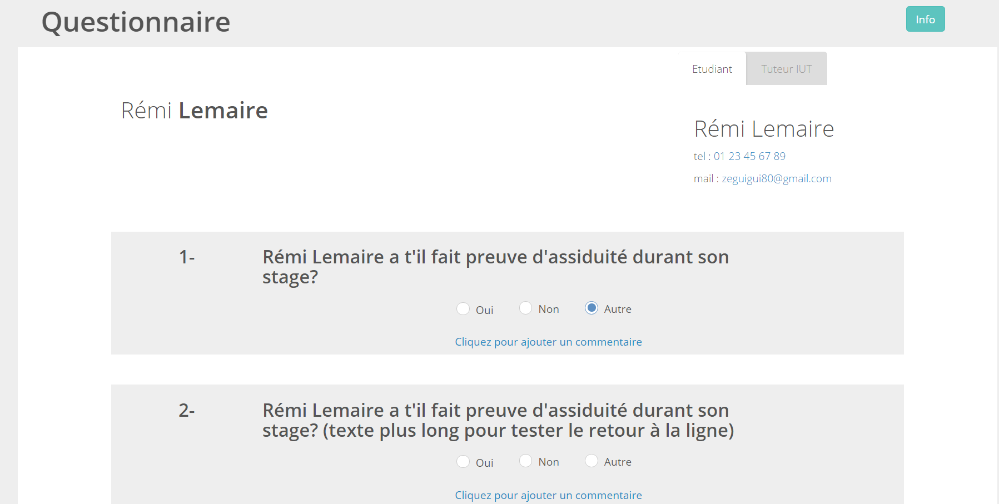 Questionnaire
Info
Etudiant
Tuteur IUT
Rémi Lemaire
Rémi Lemaire
tel : 01 23 45 67 89
mail : zeguigui80@gmail.com
1-
Rémi Lemaire a t'il fait preuve d'assiduité durant son
stage?
Oui Non Autre
Cliquez pour ajouter un commentaire
2-
Rémi Lemaire a t'il fait preuve d'assiduité durant son
stage? (texte plus long pour tester le retour à la ligne)
Oui Non Autre
Cliquez pour ajouter un commentaire